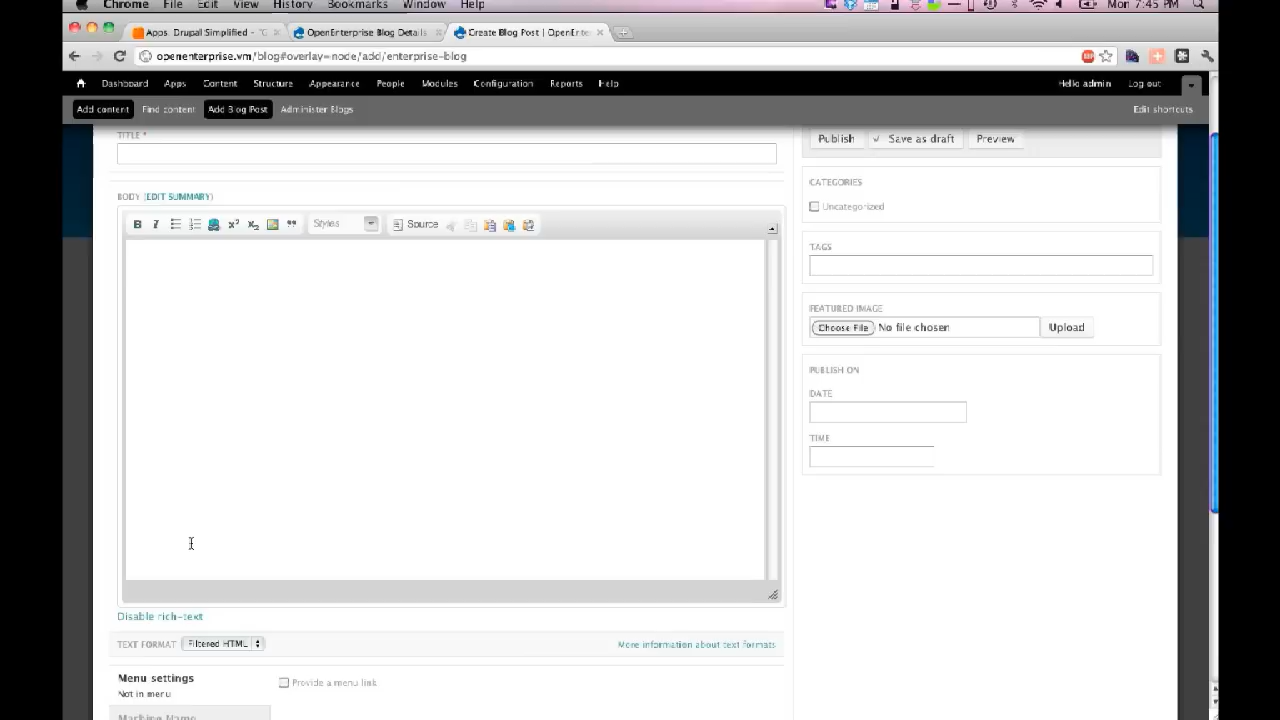 Chrome File Edit View History Bookmarks Window Help Mon 7:45 PM
Apps. Drupal Simplified - OpenEnterprise Blog Details Create Blog Post | OpenEnte
openenterprise.vm/blog#overlay=node/add/enterprise-blog
Dashboard Apps Content Structure Appearance People Modules Configuration Reports Help Hello admin Log out
Add content Find content Add Blog Post Administer Blogs Edit shortcuts
TITLE *
Publish Save as draft Preview
BODY (EDIT SUMMARY)
B I Styles Source
CATEGORIES
Uncategorized
TAGS
FEATURED IMAGE
Choose File No file chosen Upload
PUBLISH ON
DATE
TIME
Disable rich-text
TEXT FORMAT Filtered HTML More information about text formats
Menu settings
Not in menu
Provide a menu link
Machine Name